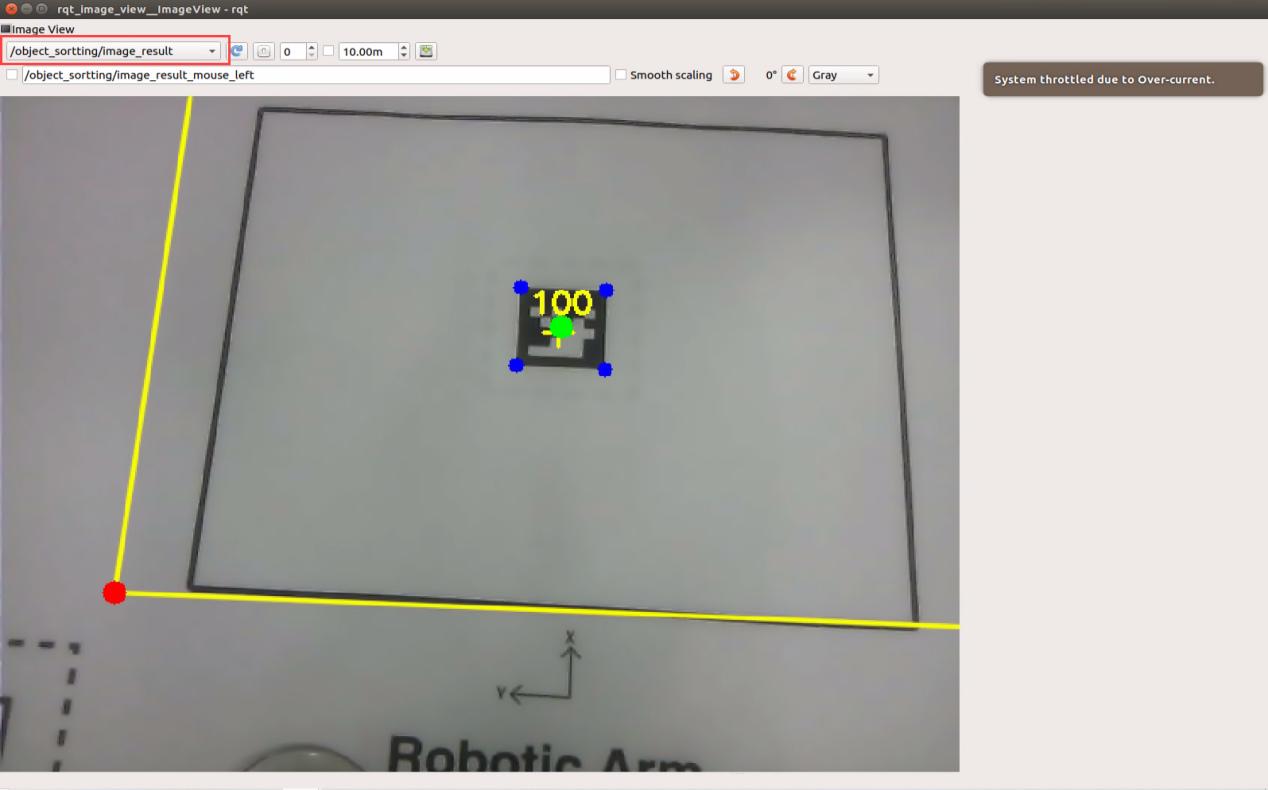 rqt_image_view__ImageView - rqt
Image View
/object_sortting/image_result
0
10.00m
/object_sortting/image_result_mouse_left
Smooth scaling
0°
Gray
System throttled due to Over-current.
100
X
Y
Robotic Arm